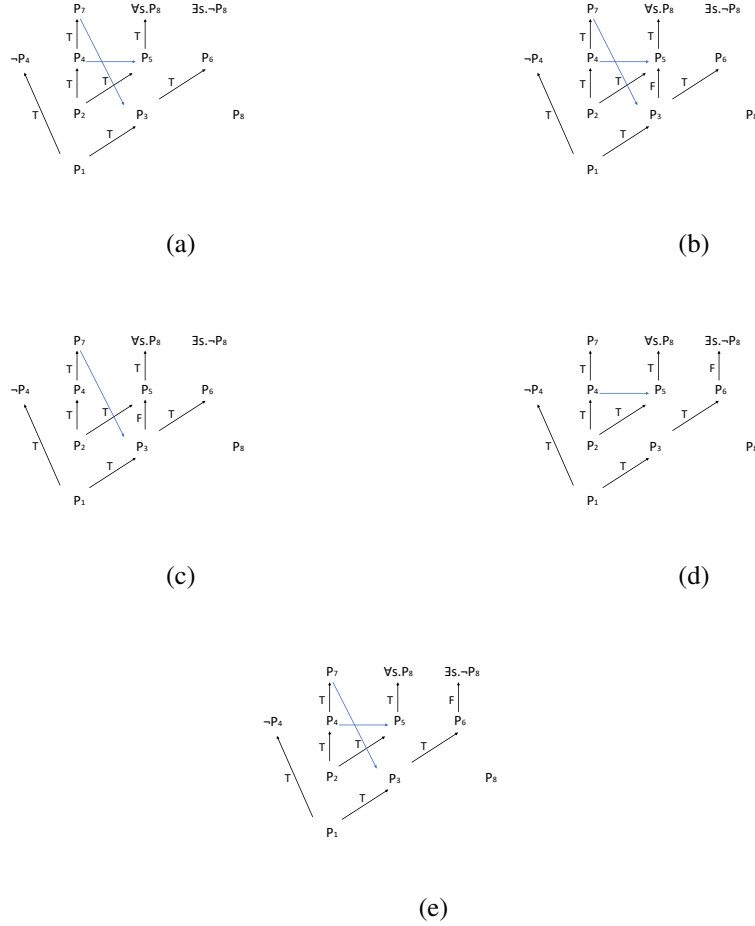 P₇ ∀s.P₈ ∃s.¬P₈
T T
¬P₄ P₄ P₅ P₆
T T T
P₂ P₃ P₈
T T
P₁
(a)
P₇ ∀s.P₈ ∃s.¬P₈
T T
¬P₄ P₄ P₅ P₆
T T F T
P₂ P₃
T T
P₁
(b)
P₇ ∀s.P₈ ∃s.¬P₈
T T
¬P₄ P₄ P₅ P₆
T T F T
P₂ P₃ P₈
T T
P₁
(c)
P₇ ∀s.P₈ ∃s.¬P₈
T T F
¬P₄ P₄ P₅ P₆
T T T
P₂ P₃
T T
P₁
(d)
P₇ ∀s.P₈ ∃s.¬P₈
T T F
¬P₄ P₄ P₅ P₆
T T T
P₂ P₃ P₈
T T
P₁
(e)